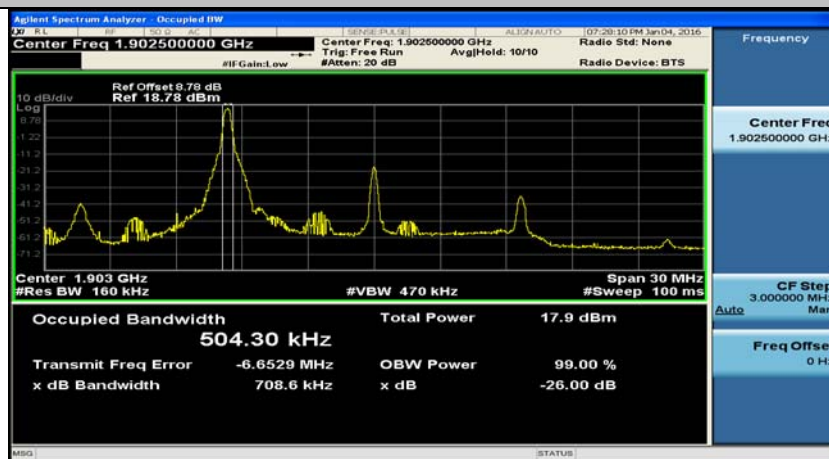 Agilent Spectrum Analyzer - Occupied BW
LXI RL RF 50 Ω AC SENSE:PULSE ALIGN AUTO 07:28:10 PM Jan 04, 2016
Center Freq 1.902500000 GHz
Center Freq: 1.902500000 GHz
Radio Std: None
Trig: Free Run Avg|Hold: 10/10
#IFGain:Low #Atten: 20 dB Radio Device: BTS
Ref Offset 8.78 dB
10 dB/div Ref 18.78 dBm
Log
8.78
-1.22
-11.2
-21.2
-31.2
-41.2
-51.2
-61.2
-71.2
Center 1.903 GHz Span 30 MHz
#Res BW 160 kHz #VBW 470 kHz #Sweep 100 ms
Occupied Bandwidth Total Power 17.9 dBm
504.30 kHz
Transmit Freq Error -6.6529 MHz OBW Power 99.00 %
x dB Bandwidth 708.6 kHz x dB -26.00 dB
MSG STATUS
Frequency
Center Freq
1.902500000 GHz
CF Step
3.000000 MHz
Auto Man
Freq Offset
0 Hz